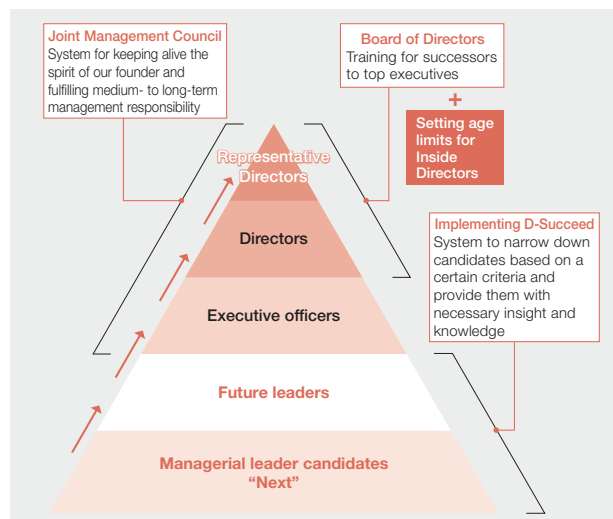 Joint Management Council
System for keeping alive the
spirit of our founder and
fulfilling medium- to long-term
management responsibility
Board of Directors
Training for successors
to top executives
+
Setting age
limits for
Inside
Directors
Representative
Directors
Directors
Executive officers
Implementing D-Succeed
System to narrow down
candidates based on a
certain criteria and
provide them with
necessary insight and
knowledge
Future leaders
Managerial leader candidates
“Next”